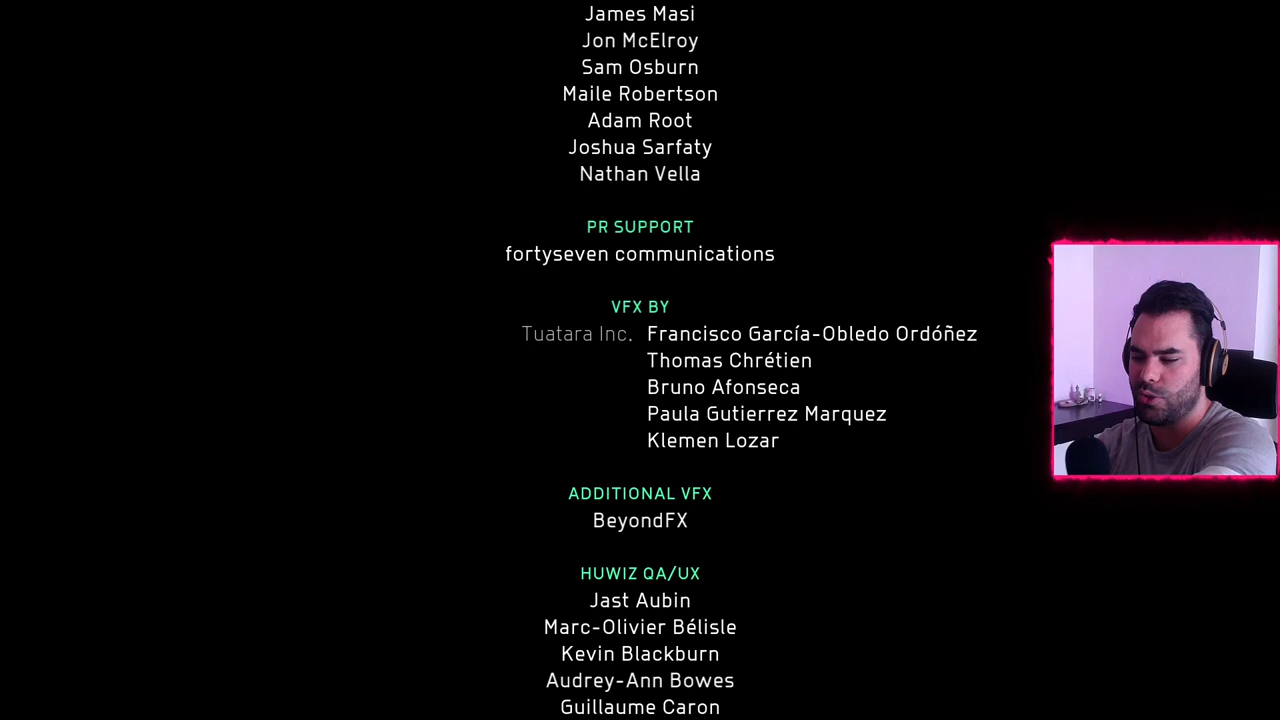 James Masi
Jon McElroy
Sam Osburn
Maile Robertson
Adam Root
Joshua Sarfaty
Nathan Vella
PR SUPPORT
fortyseven communications
VFX BY
Tuatara Inc. Francisco García-Obledo Ordóñez
Thomas Chrétien
Bruno Afonseca
Paula Gutierrez Marquez
Klemen Lozar
ADDITIONAL VFX
BeyondFX
HUWIZ QA/UX
Jast Aubin
Marc-Olivier Bélisle
Kevin Blackburn
Audrey-Ann Bowes
Guillaume Caron